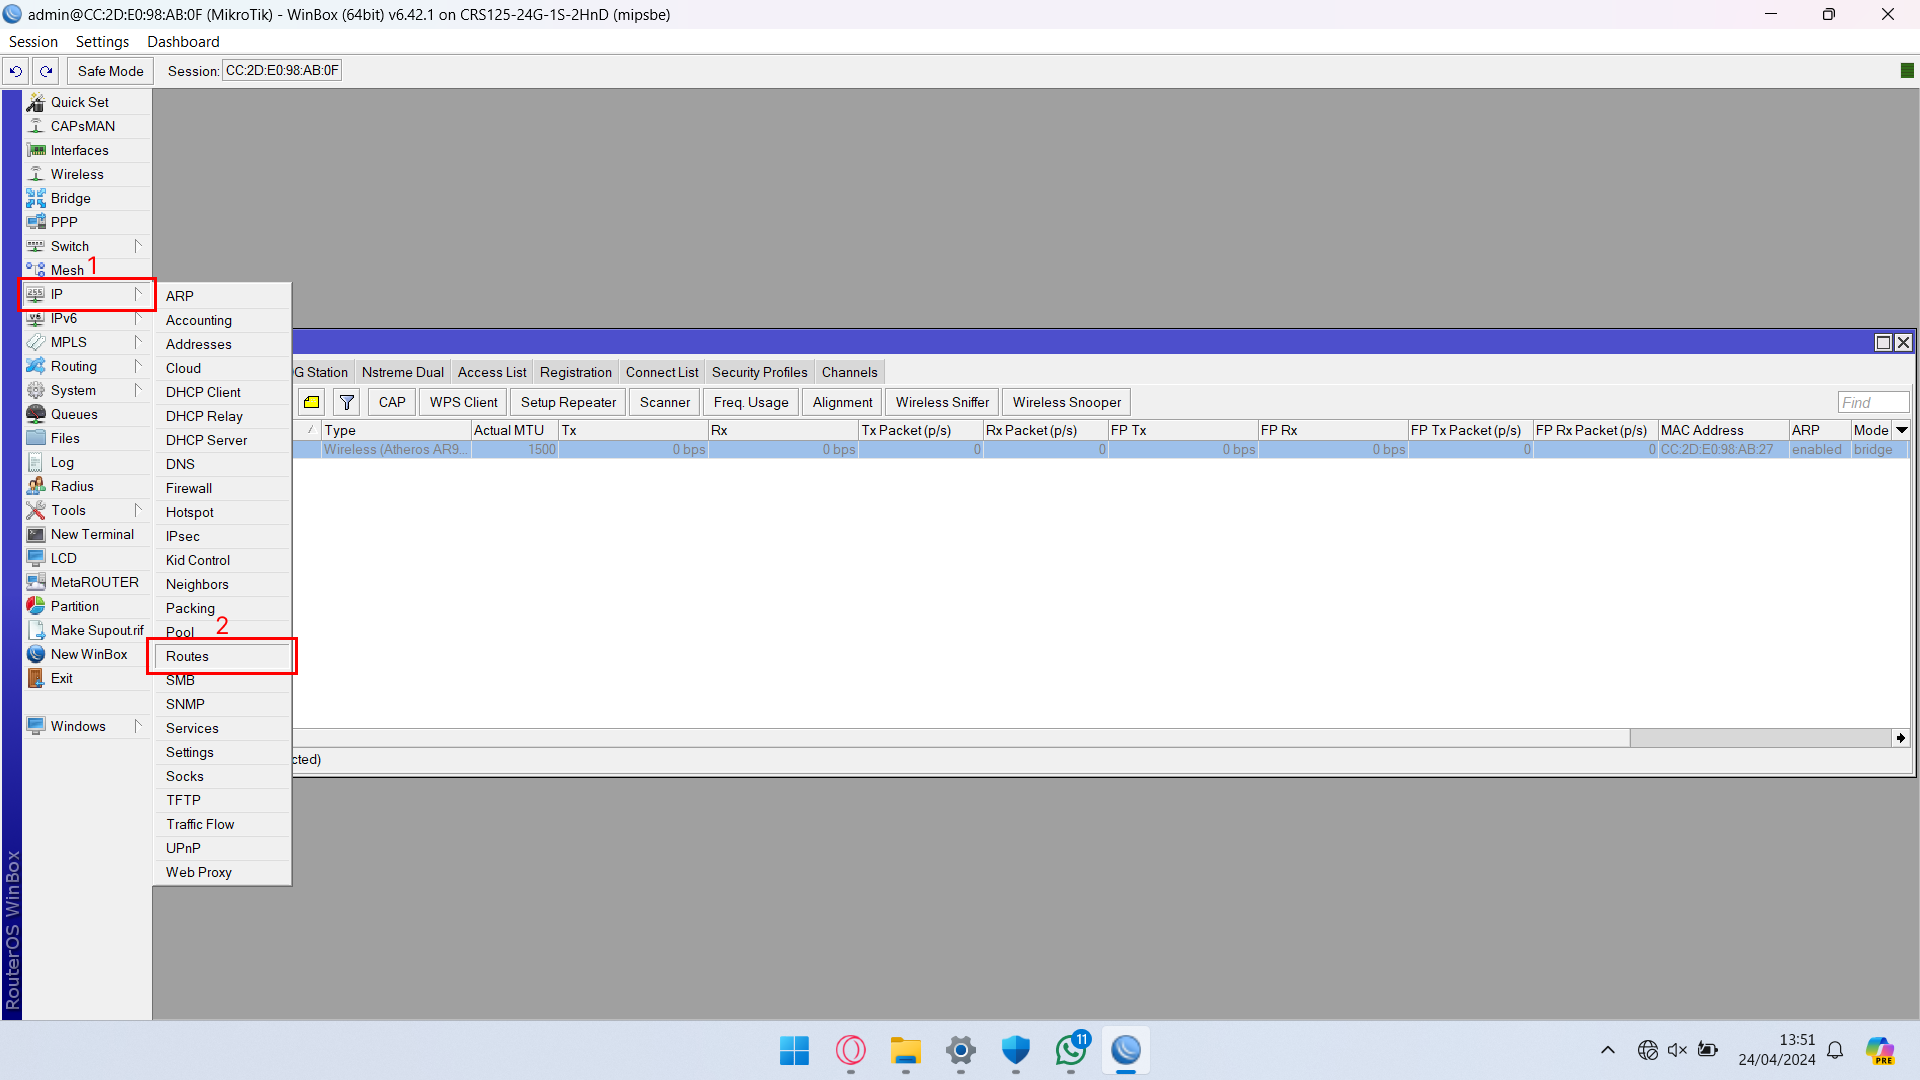 admin@CC:2D:E0:98:AB:0F (MikroTik) - WinBox (64bit) v6.42.1 on CRS125-24G-1S-2HnD (mipsbe)
Session Settings Dashboard
Safe Mode Session: CC:2D:E0:98:AB:0F
Quick Set
CAPsMAN
Interfaces
Wireless
Bridge
PPP
Switch
Mesh
1
IP
IPv6
MPLS
Routing
System
Queues
Files
Log
Radius
Tools
New Terminal
LCD
MetaROUTER
Partition
Make Supout.rif
New WinBox
Exit
Windows
RouterOS WinBox
ARP
Accounting
Addresses
Cloud
DHCP Client
DHCP Relay
DHCP Server
DNS
Firewall
Hotspot
IPsec
Kid Control
Neighbors
Packing
Pool
2
Routes
SMB
SNMP
Services
Settings
Socks
TFTP
Traffic Flow
UPnP
Web Proxy
G Station Nstreme Dual Access List Registration Connect List Security Profiles Channels
CAP WPS Client Setup Repeater Scanner Freq. Usage Alignment Wireless Sniffer Wireless Snooper Find
Type Actual MTU Tx Rx Tx Packet (p/s) Rx Packet (p/s) FP Tx FP Rx FP Tx Packet (p/s) FP Rx Packet (p/s) MAC Address ARP Mode
Wireless (Atheros AR9... 1500 0 bps 0 bps 0 0 0 bps 0 bps 0 0 CC:2D:E0:98:AB:27 enabled bridge
cted)
11
13:51
24/04/2024
PRE